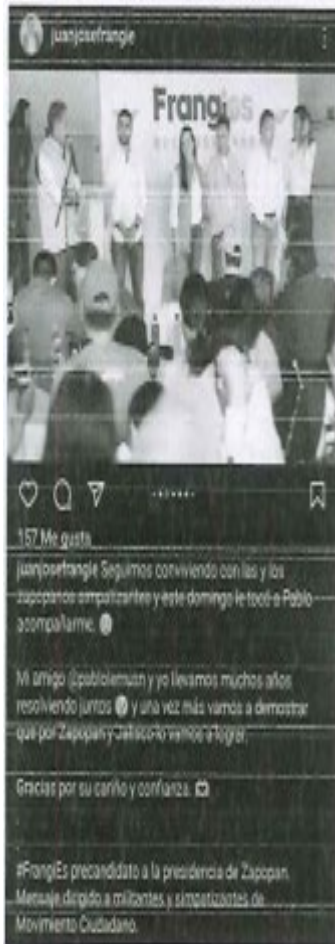 juanjosefrangie
Frangies
157 Me gusta
juanjosefrangie Seguimos conviviendo con las y los
zapopanos simpatizantes y este domingo le tocó a Pablo
acompañarme.
Mi amigo @pablolemusn y yo llevamos muchos años
resolviendo juntos y una vez más vamos a demostrar
que por Zapopan y Jalisco lo vamos a lograr.
Gracias por su cariño y confianza.
#FrangiEs precandidato a la presidencia de Zapopan.
Mensaje dirigido a militantes y simpatizantes de
Movimiento Ciudadano.